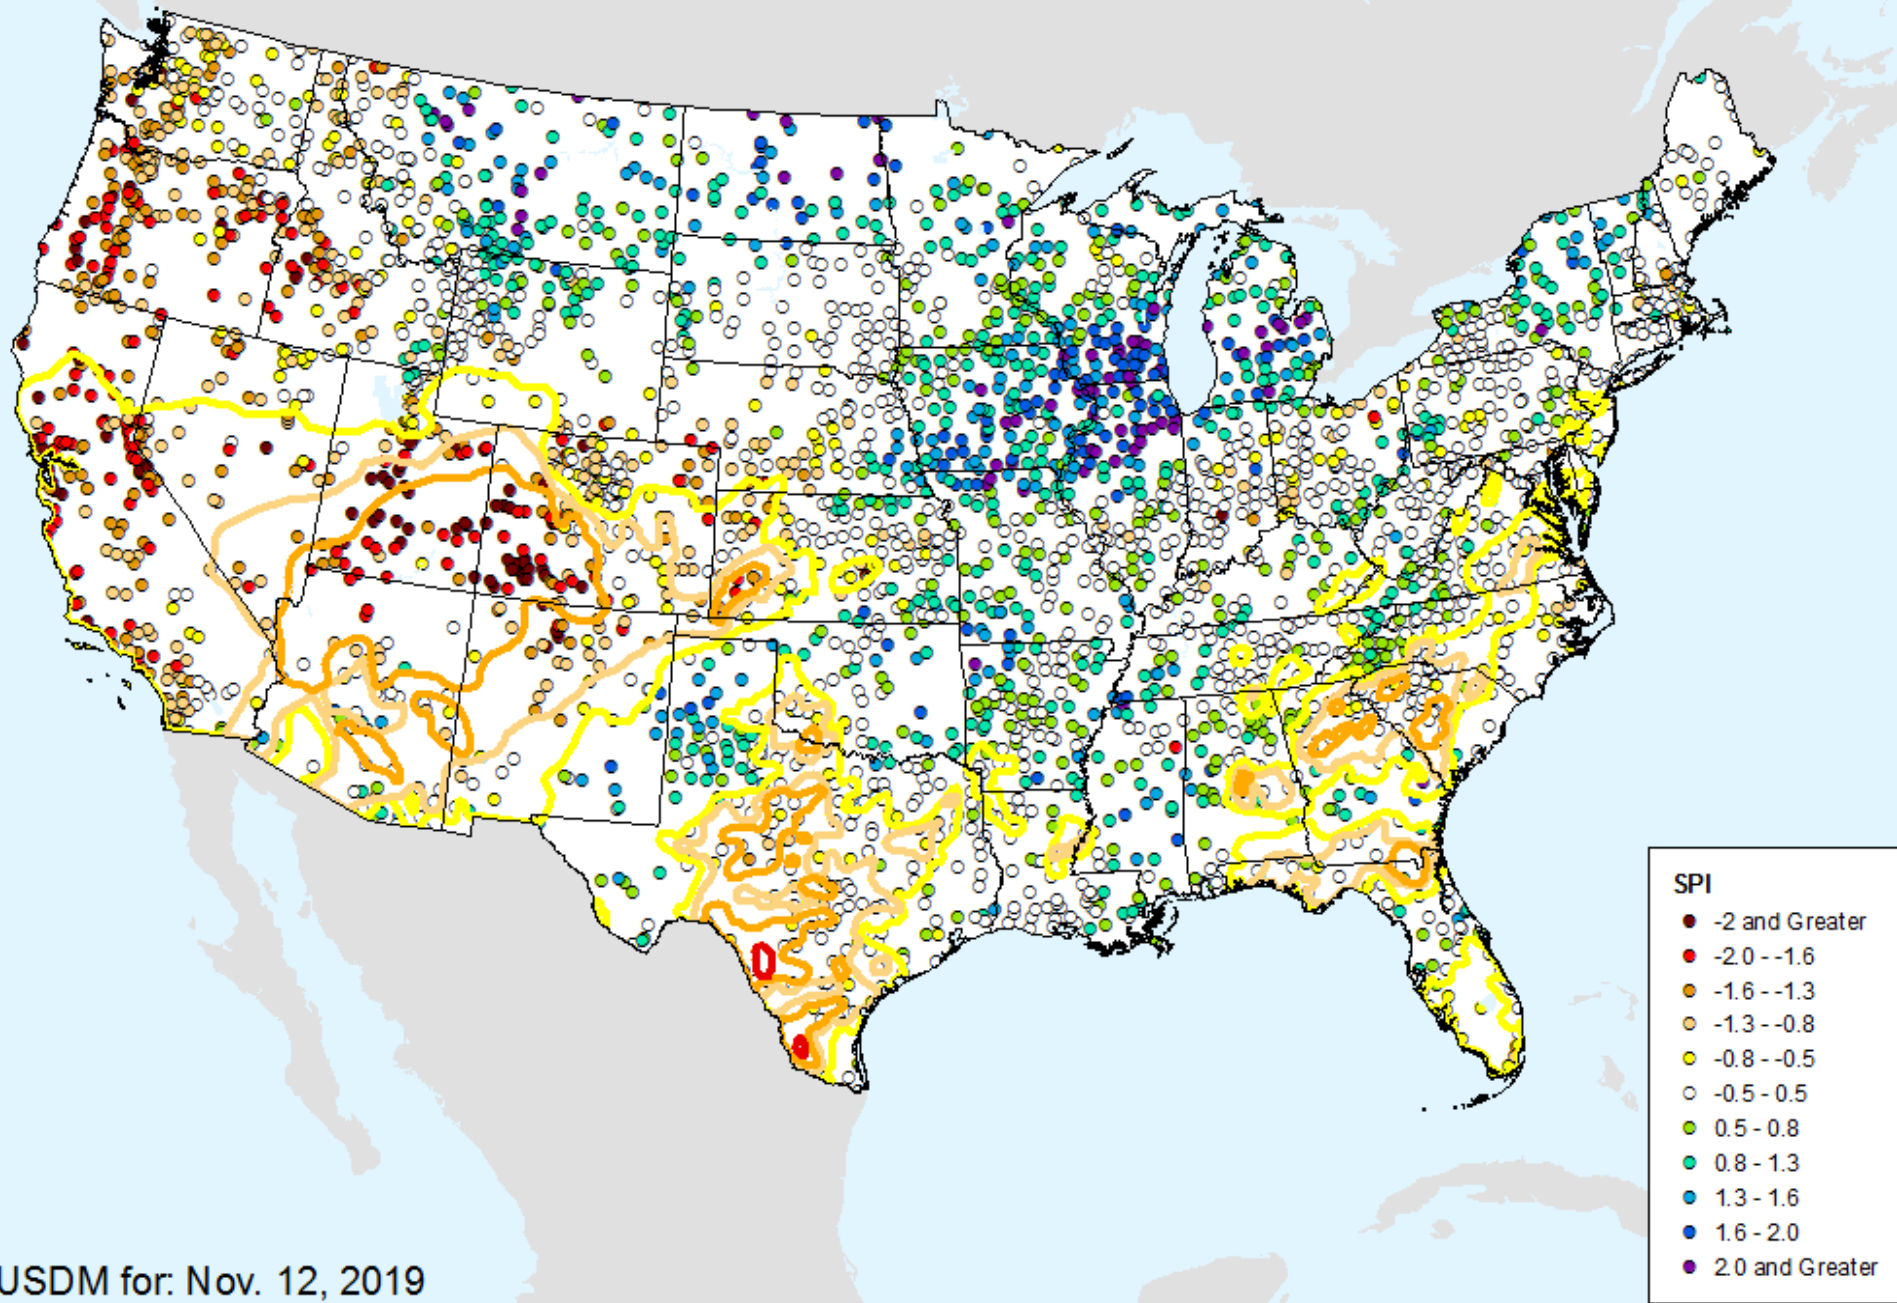 SPI
-2 and Greater
-2.0 - -1.6
-1.6 - -1.3
-1.3 - -0.8
-0.8 - -0.5
-0.5 - 0.5
0.5 - 0.8
0.8 - 1.3
1.3 - 1.6
1.6 - 2.0
2.0 and Greater
USDM for: Nov. 12, 2019